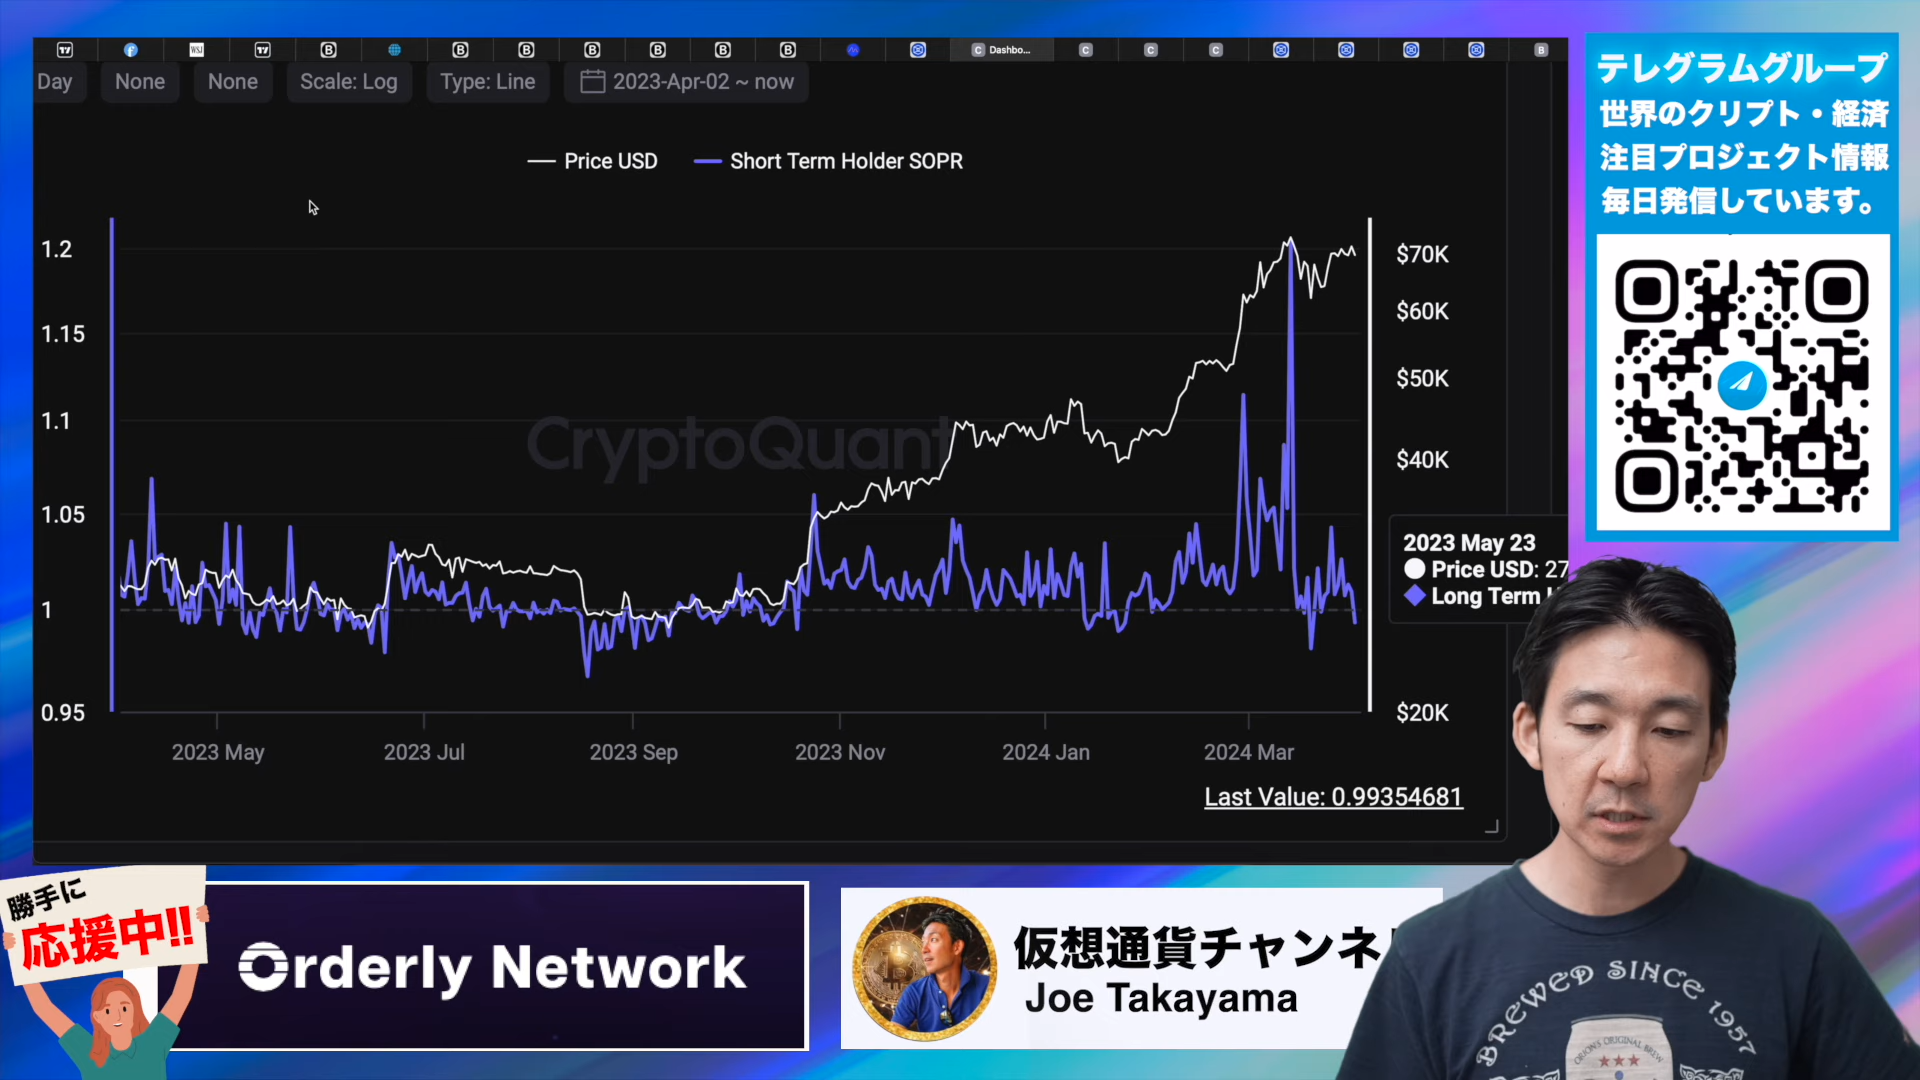 Dashbo...
Day
None
None
Scale: Log
Type: Line
2023-Apr-02 ~ now
Price USD
Short Term Holder SOPR
1.2
1.15
1.1
1.05
1
0.95
$70K
$60K
$50K
$40K
$20K
CryptoQuant
2023 May 23
Price USD: 27
Long Term
2023 May
2023 Jul
2023 Sep
2023 Nov
2024 Jan
2024 Mar
Last Value: 0.99354681
テレグラムグループ
世界のクリプト・経済
注目プロジェクト情報
毎日発信しています。
勝手に
応援中!!
Orderly Network
仮想通貨チャンネ
Joe Takayama
BREWED SINCE 1957
ORION'S ORIGINAL BREW